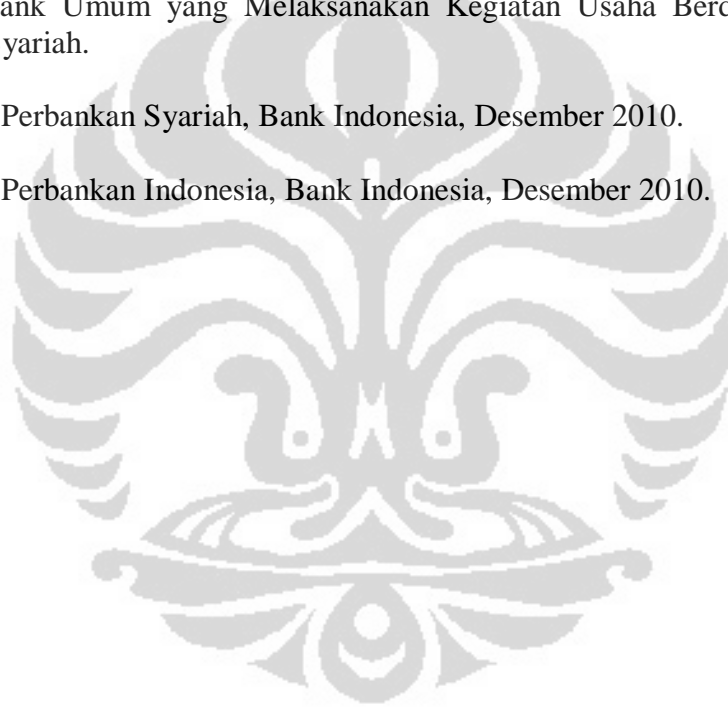 ank Umum yang Melaksanakan Kegiatan Usaha Berd
yariah.
Perbankan Syariah, Bank Indonesia, Desember 2010.
Perbankan Indonesia, Bank Indonesia, Desember 2010.